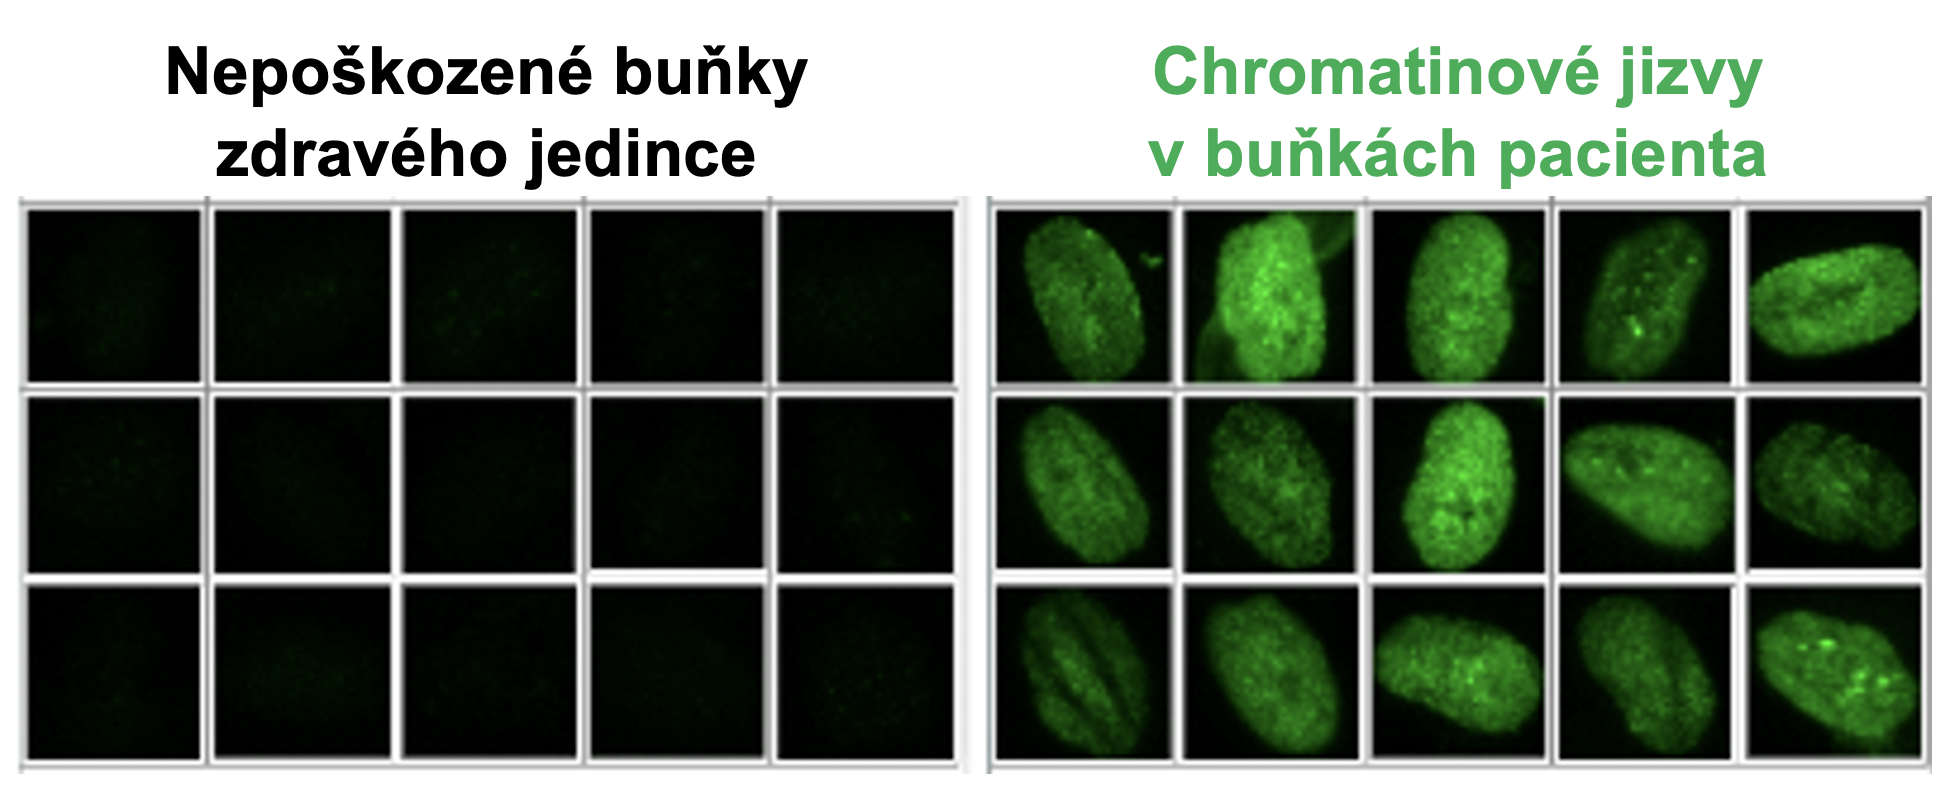 Nepoškozené buňky
zdravého jedince
Chromatinové jizvy
v buňkách pacienta